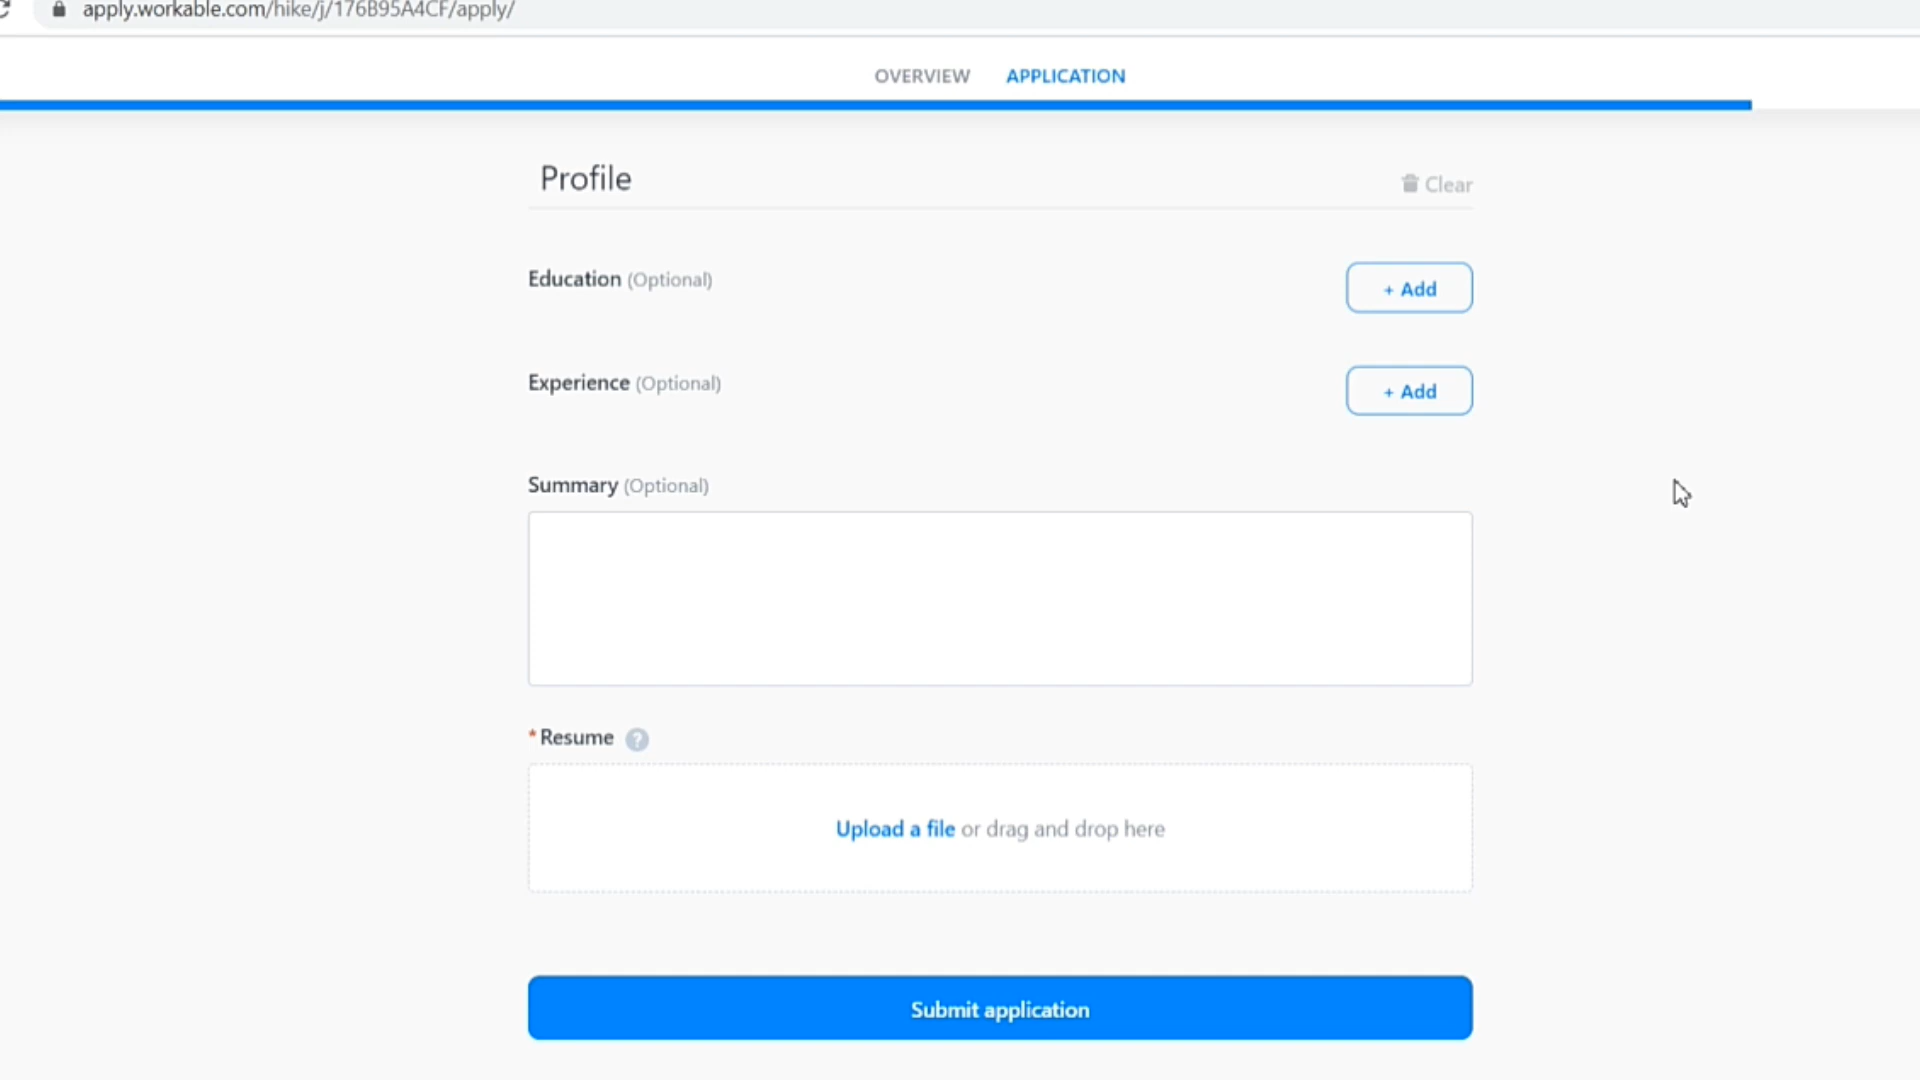 apply.workable.com/hike/j/176B95A4CF/apply/
OVERVIEW APPLICATION
Profile Clear
Education (Optional) + Add
Experience (Optional) + Add
Summary (Optional)
*Resume ?
Upload a file or drag and drop here
Submit application